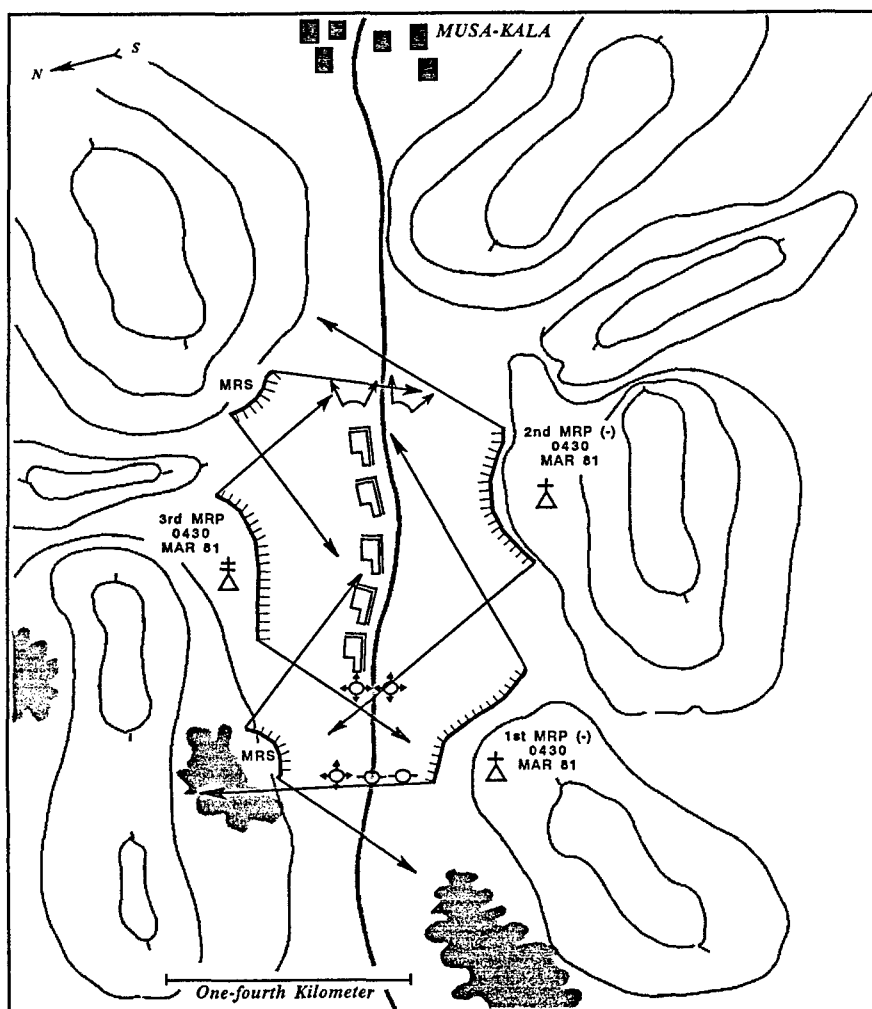 MUSA-KALA
S
N
MRS
2nd MRP (-)
0430
MAR 81
3rd MRP
0430
MAR 81
1st MRP (-)
0430
MAR 81
MRS
One-fourth Kilometer